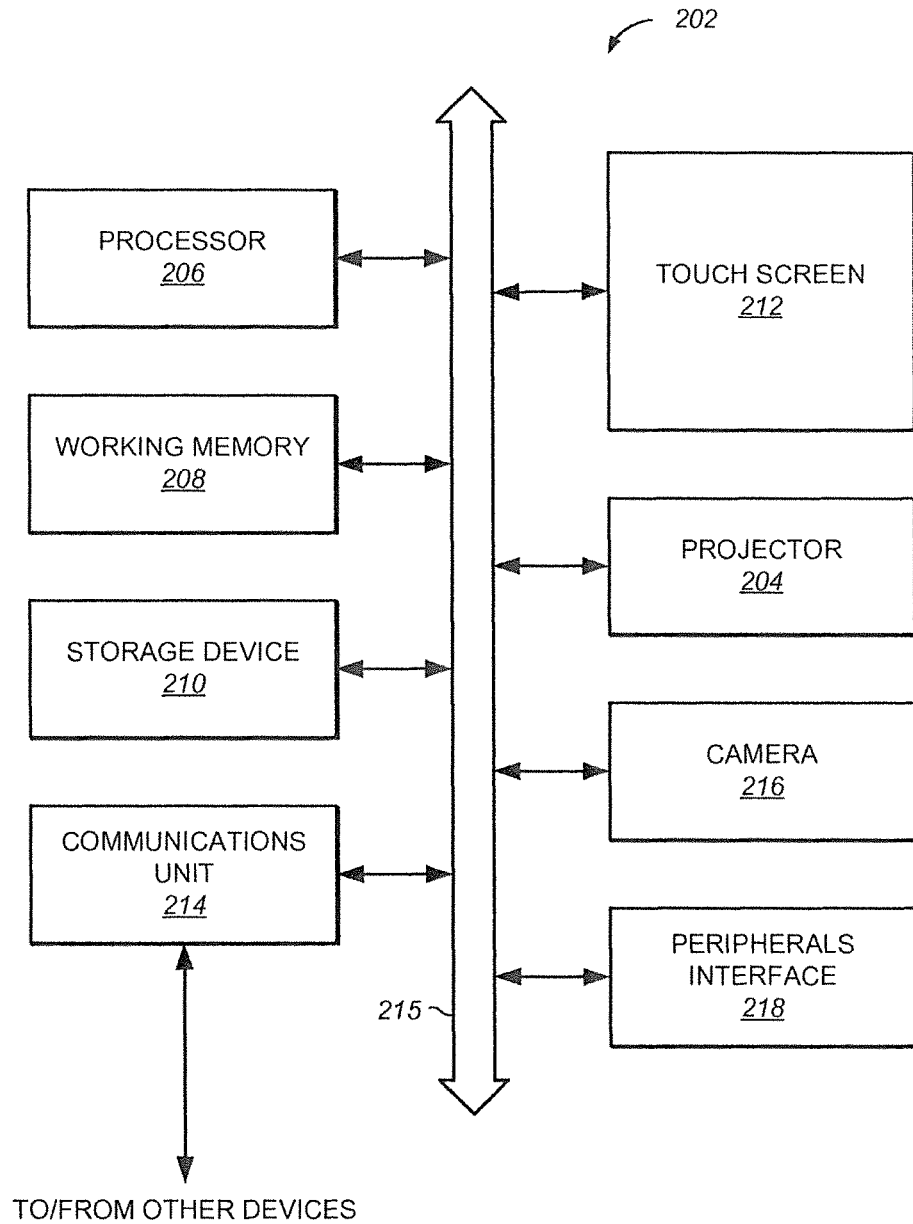 202
PROCESSOR
206
TOUCH SCREEN
212
WORKING MEMORY
208
PROJECTOR
204
STORAGE DEVICE
210
CAMERA
216
COMMUNICATIONS
UNIT
214
PERIPHERALS
INTERFACE
218
215
TO/FROM OTHER DEVICES